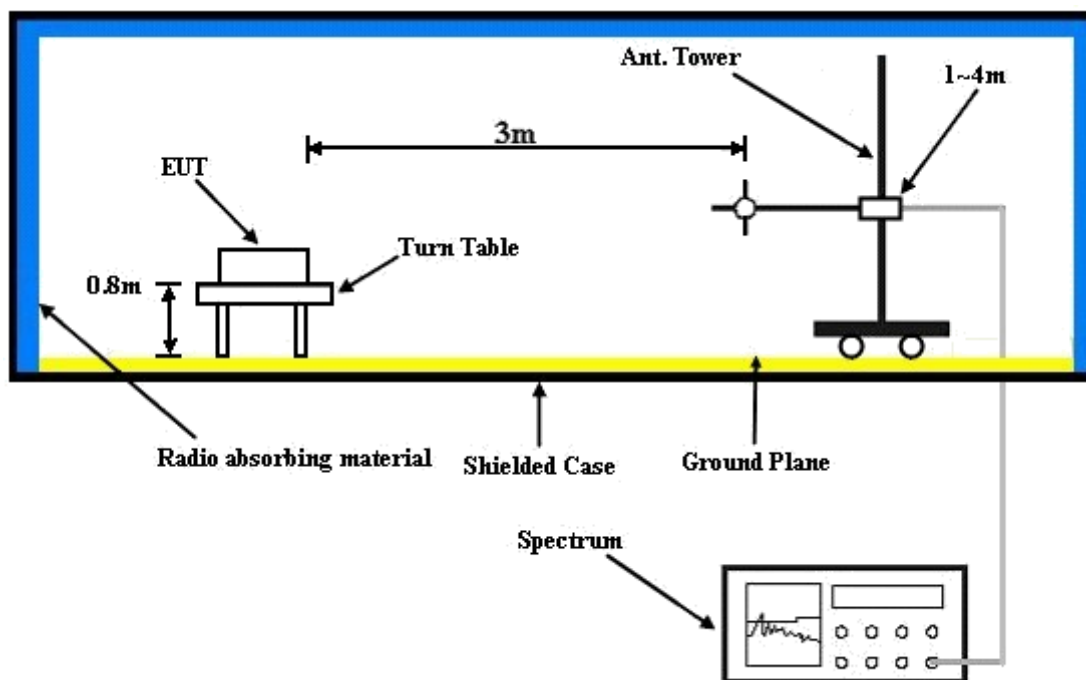 Ant. Tower
1~4m
3m
EUT
Turn Table
0.8m
Radio absorbing material
Shielded Case
Ground Plane
Spectrum